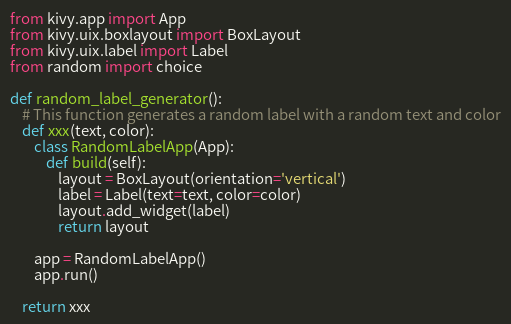 from kivy.app import App
from kivy.uix.boxlayout import BoxLayout
from kivy.uix.label import Label
from random import choice

def random_label_generator():
    # This function generates a random label with a random text and color
    def xxx(text, color):
        class RandomLabelApp(App):
            def build(self):
                layout = BoxLayout(orientation='vertical')
                label = Label(text=text, color=color)
                layout.add_widget(label)
                return layout

        app = RandomLabelApp()
        app.run()

    return xxx